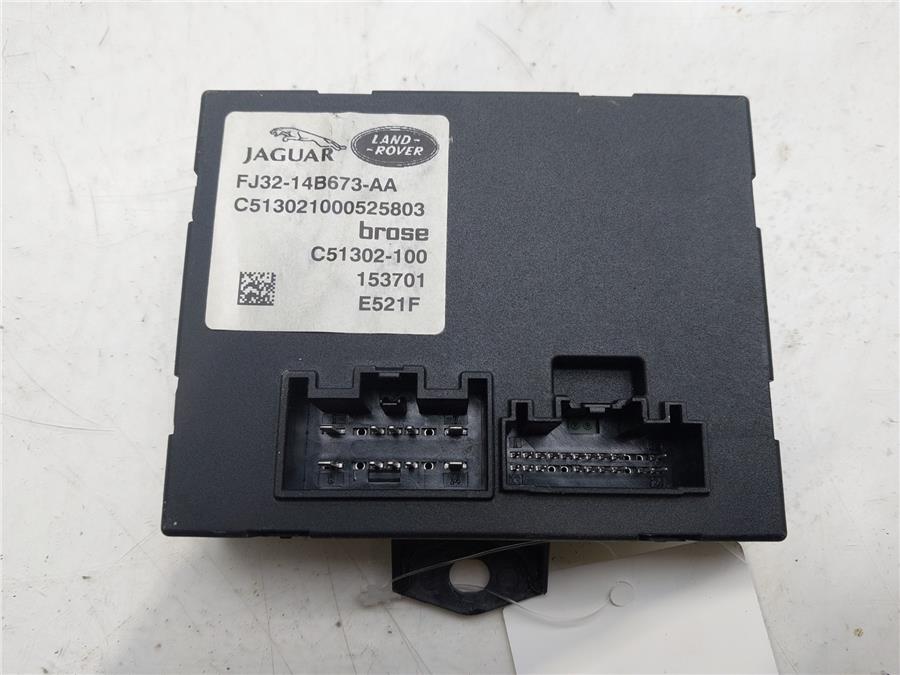 JAGUAR
LAND-
-ROVER
FJ32-14B673-AA
C513021000525803
brose
C51302-100
153701
E521F